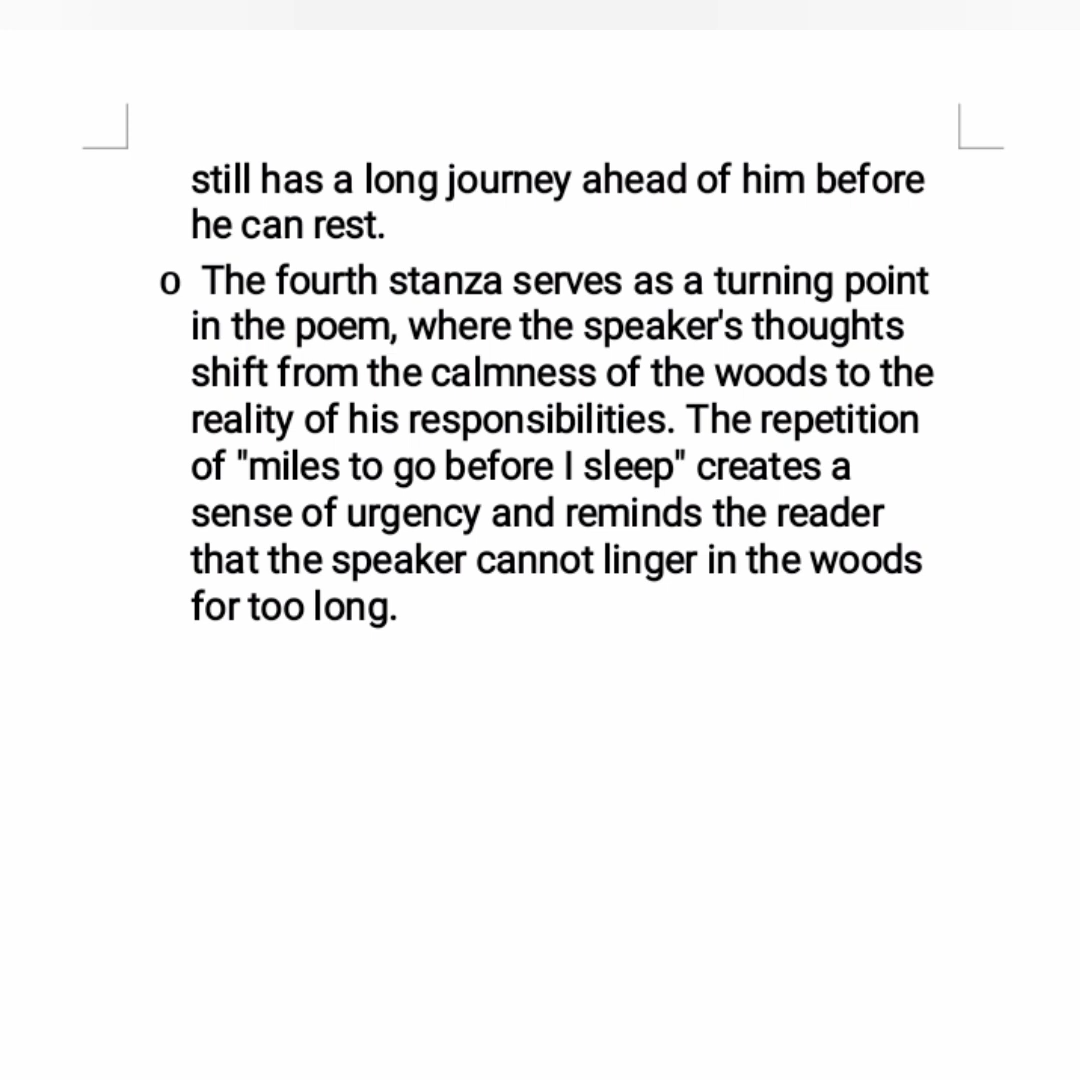 still has a long journey ahead of him before
he can rest.
o The fourth stanza serves as a turning point
in the poem, where the speaker's thoughts
shift from the calmness of the woods to the
reality of his responsibilities. The repetition
of "miles to go before I sleep" creates a
sense of urgency and reminds the reader
that the speaker cannot linger in the woods
for too long.